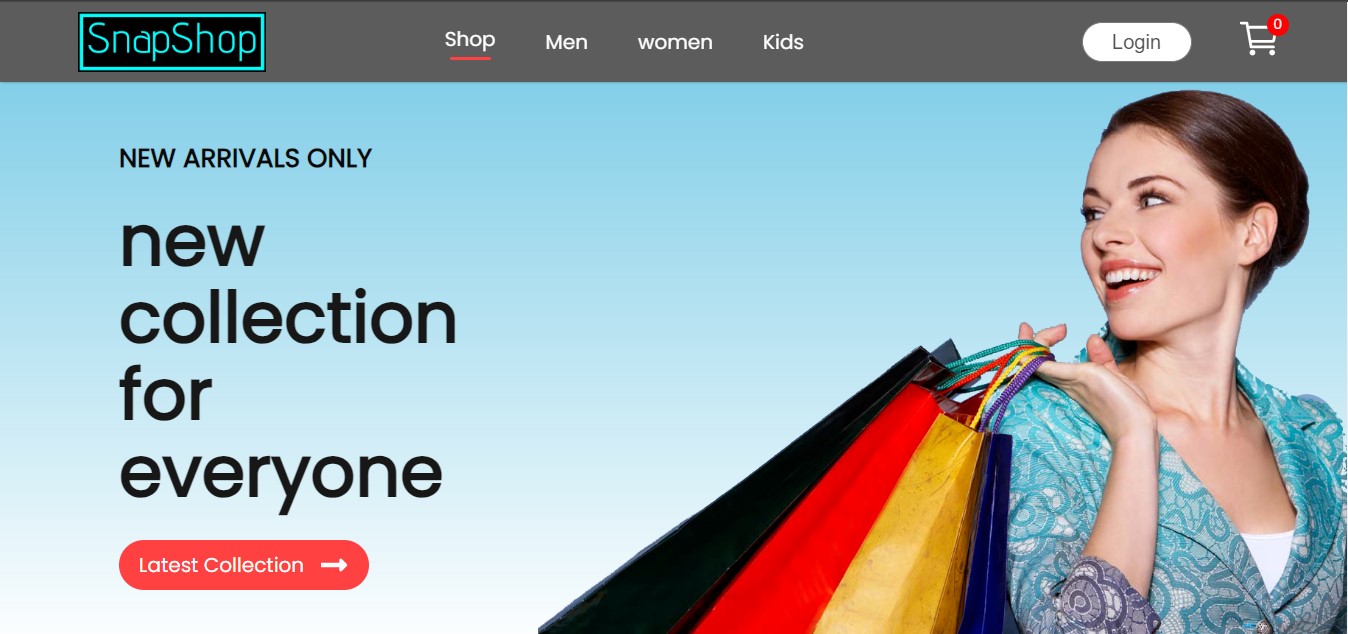 SnapShop
Shop Men women Kids Login 0
NEW ARRIVALS ONLY
new
collection
for
everyone
Latest Collection